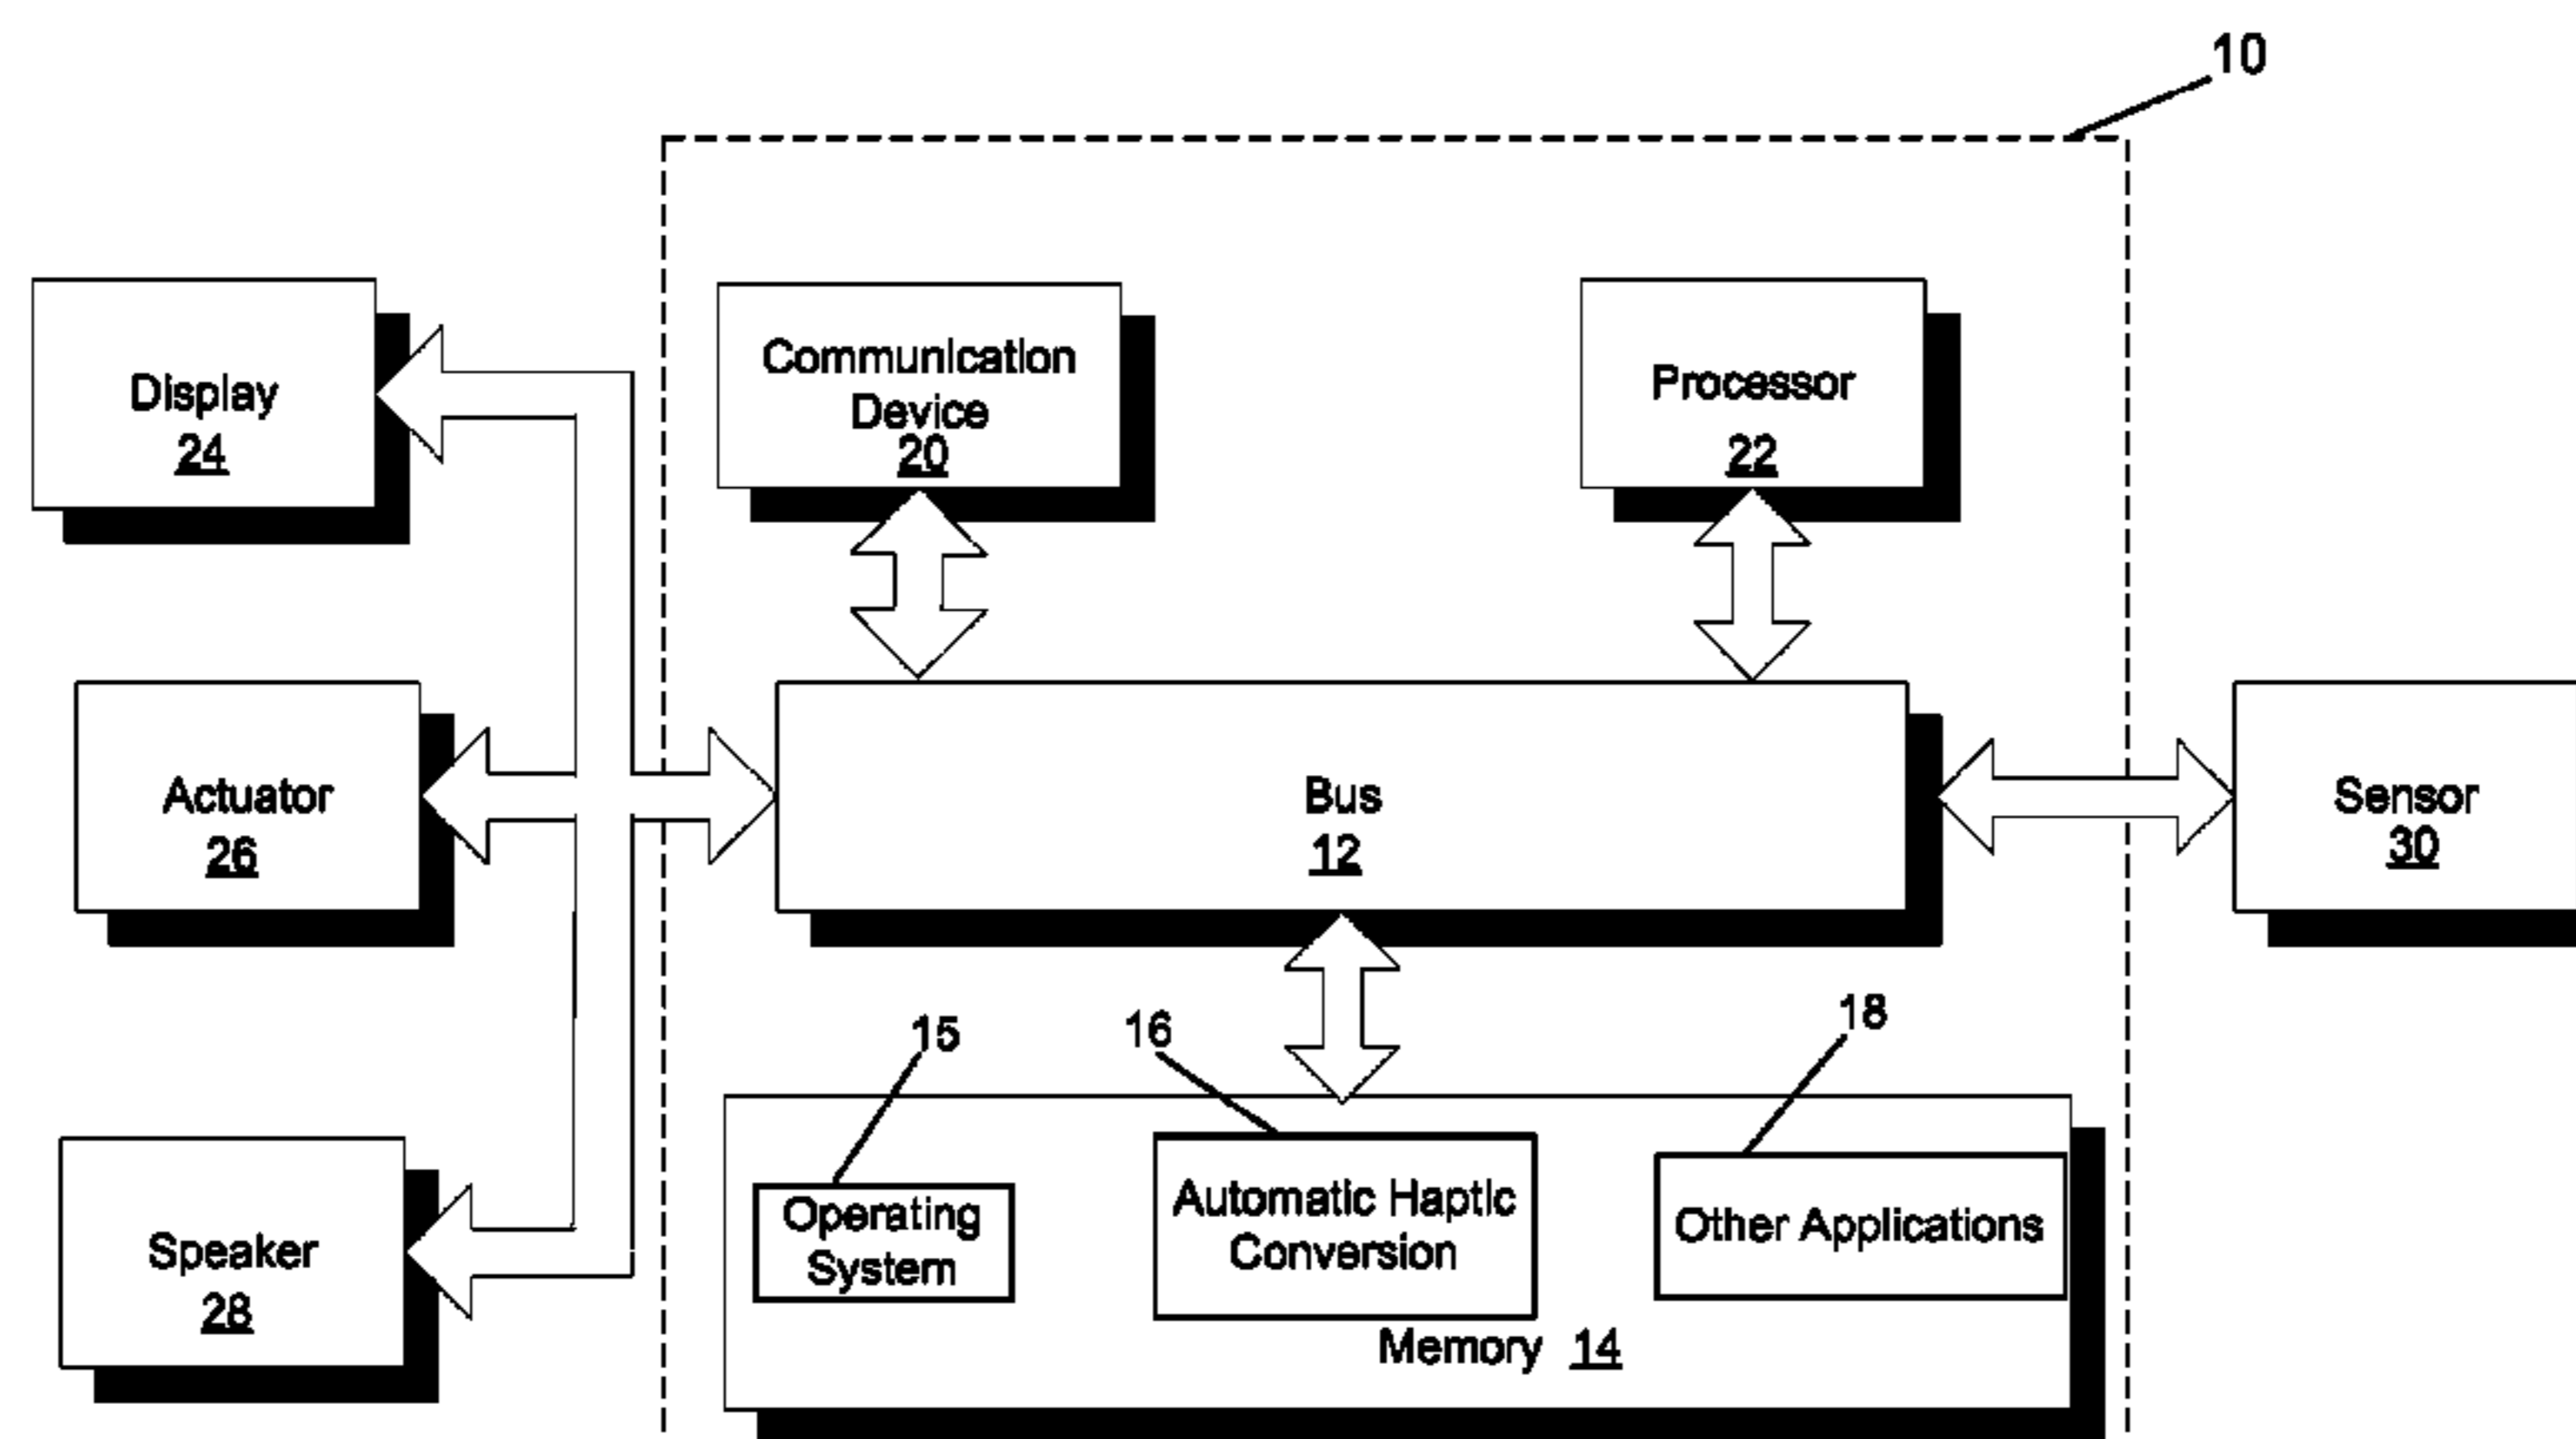 10
Display
24
Communication
Device
20
Processor
22
Actuator
26
Bus
12
Sensor
30
15
16
18
Speaker
28
Operating
System
Automatic Haptic
Conversion
Other Applications
Memory 14